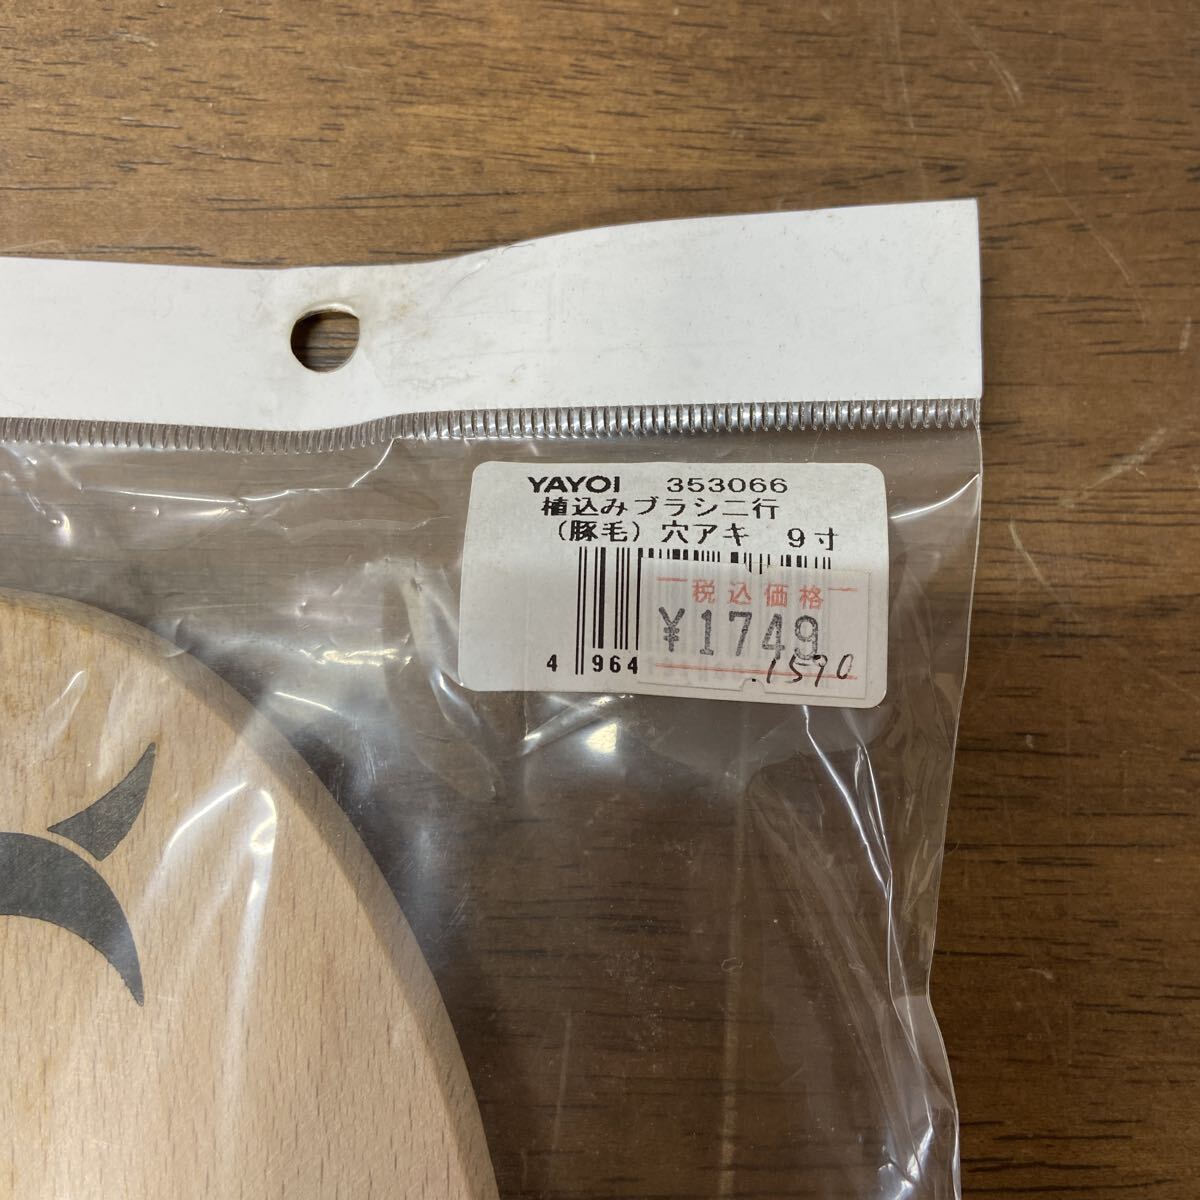 YAYOI 353066
植込みブラシ二行
（豚毛）穴アキ 9寸
税込価格
¥1749
.1590
4 964